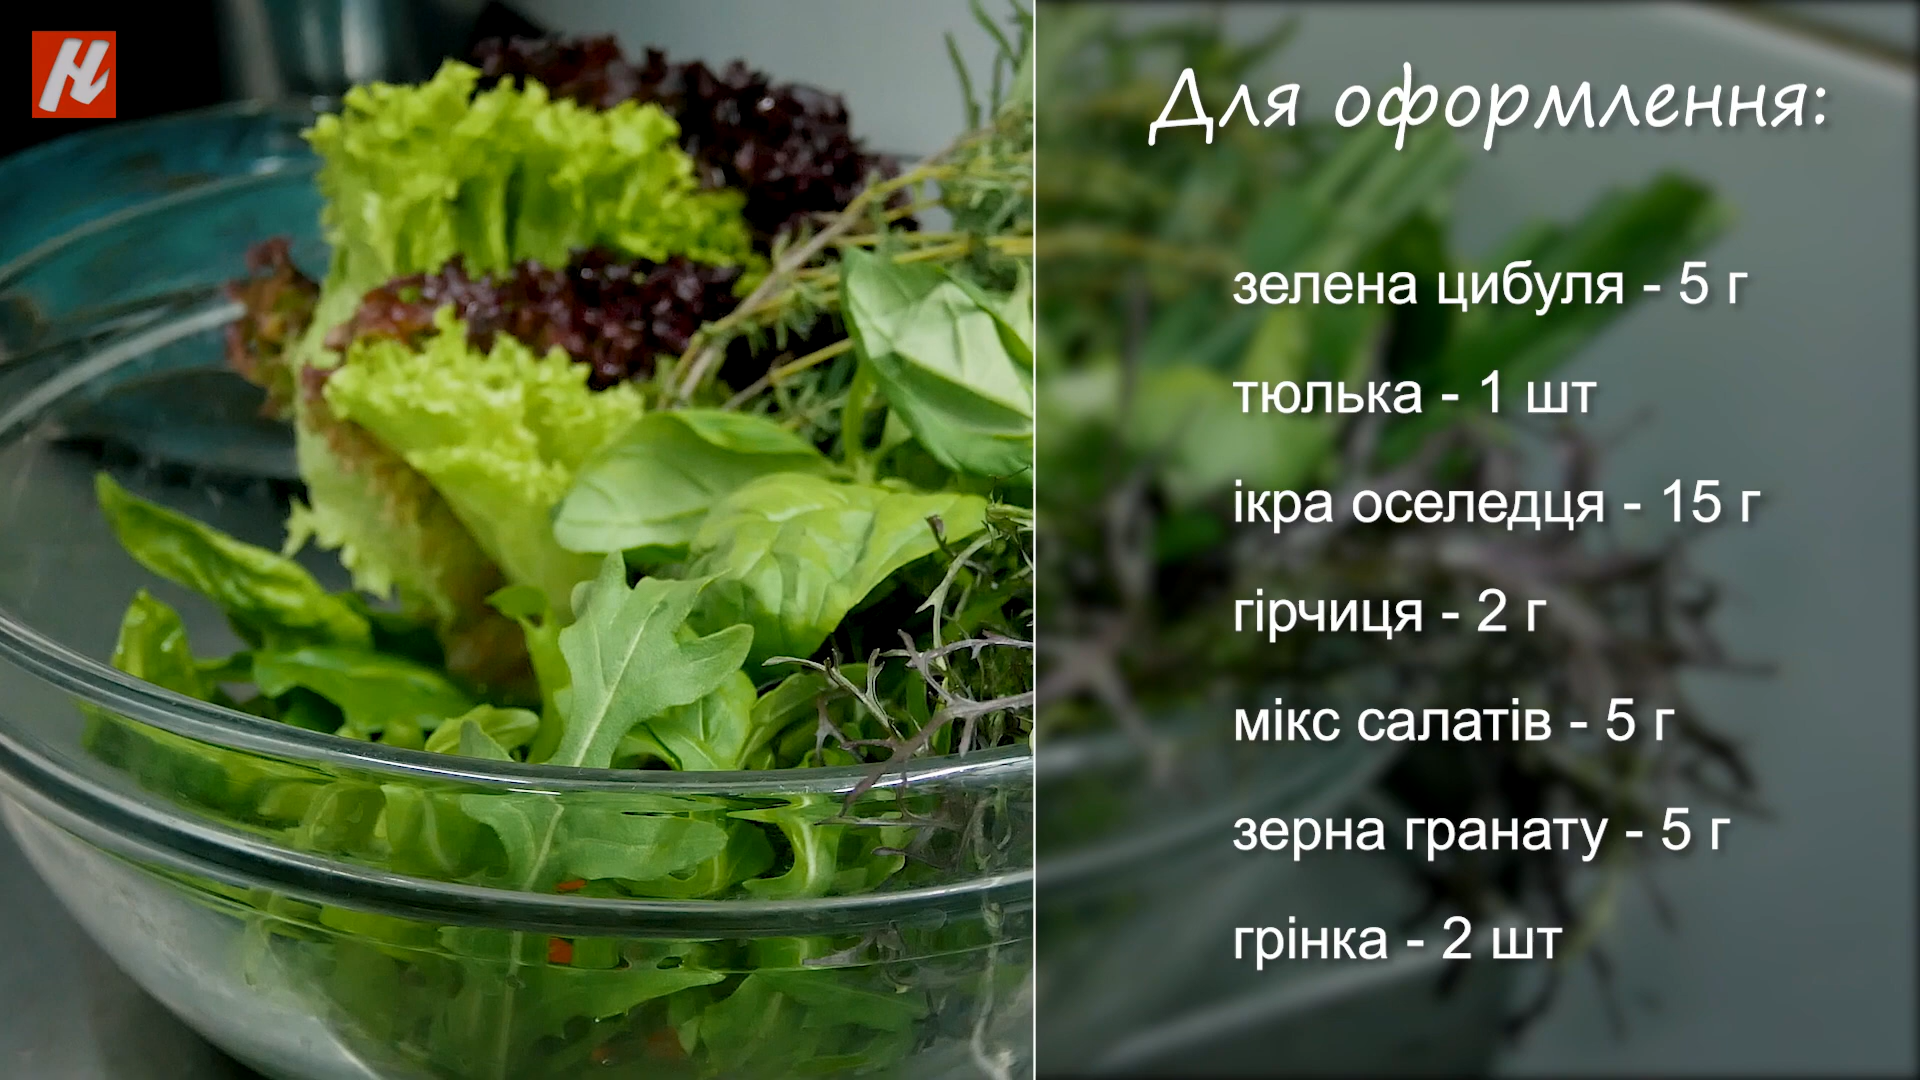 Для оформлення:
зелена цибуля - 5 г
тюлька - 1 шт
ікра оселедця - 15 г
гірчиця - 2 г
мікс салатів - 5 г
зерна гранату - 5 г
грінка - 2 шт